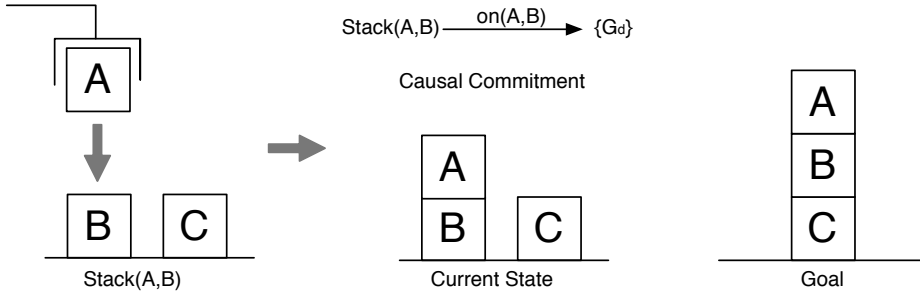 A
B C
Stack(A,B)
on(A,B)
Stack(A,B) {Gd}
Causal Commitment
A
B C
Current State
A
B
C
Goal